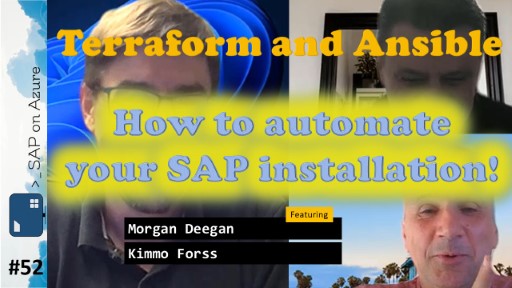 Terraform and Ansible
How to automate
your SAP installation!
Featuring
Morgan Deegan
Kimmo Forss
>_SAP on Azure
#52